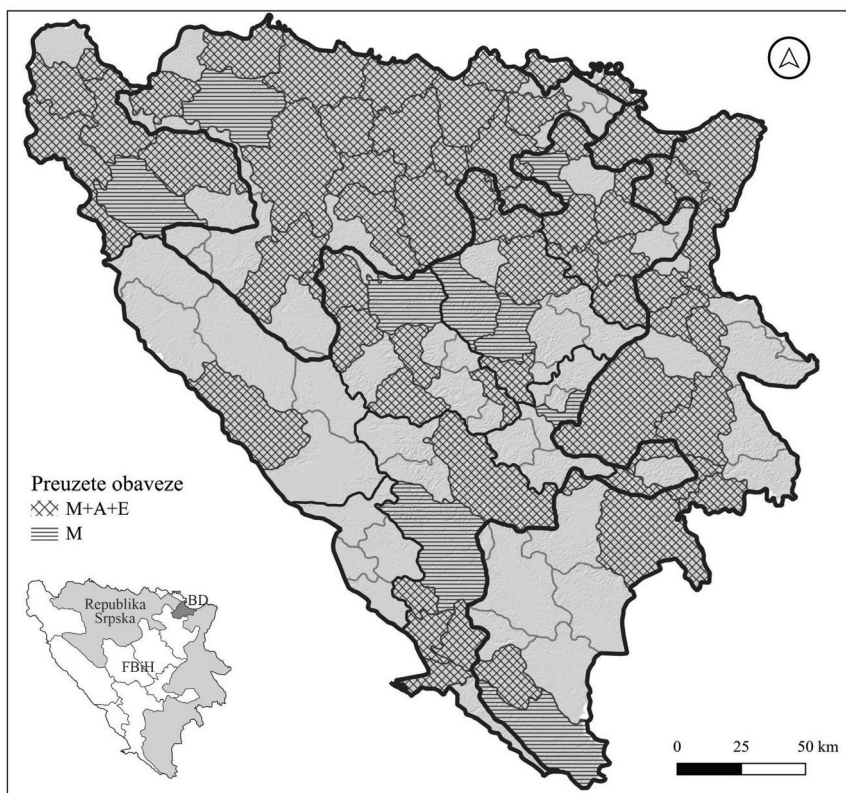 Preuzete obaveze
M+A+E
M
Republika
Srpska
BD
FBiH
0 25 50 km